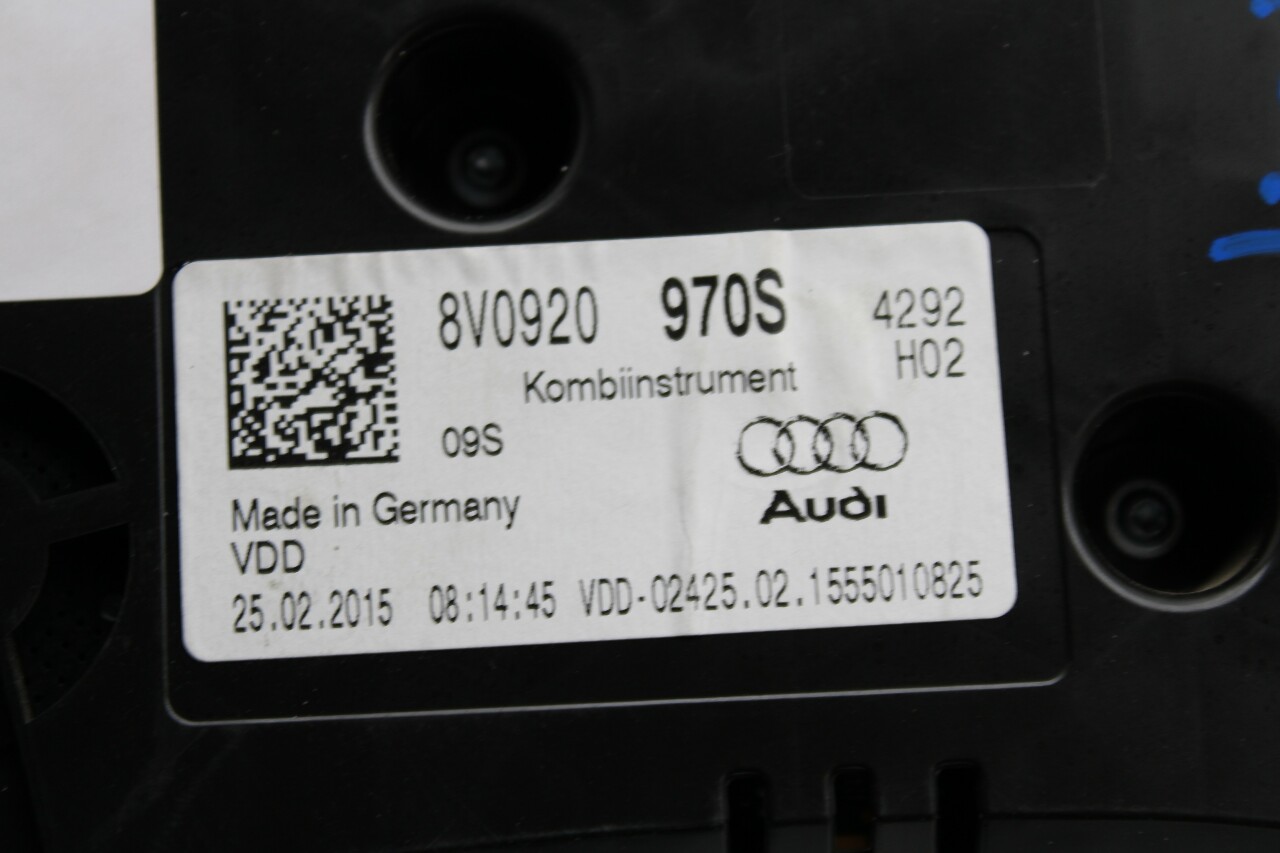 8V0920 970S 4292
H02
Kombiinstrument
09S
Audi
Made in Germany
VDD
25.02.2015 08:14:45 VDD-02425.02.1555010825